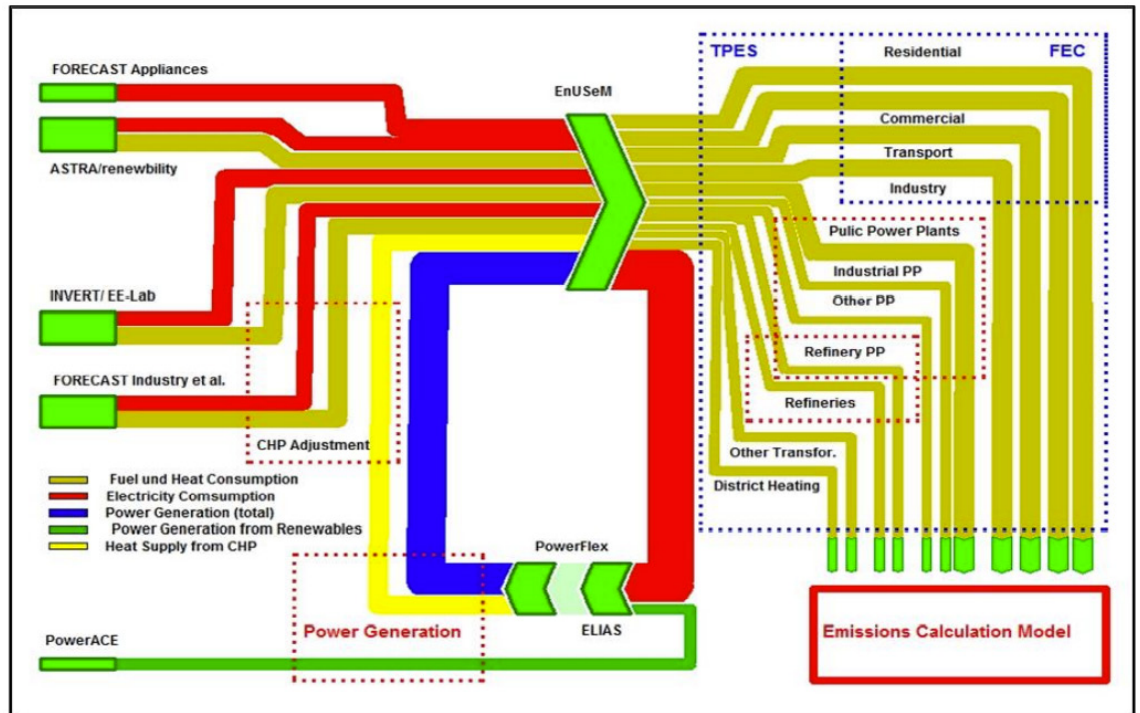 TPES
Residential
FEC
FORECAST Appliances
EnUSeM
Commercial
ASTRA/renewbility
Transport
Industry
Pulic Power Plants
INVERT/ EE-Lab
Industrial PP
Other PP
Refinery PP
FORECAST Industry et al.
Refineries
CHP Adjustment
Other Transfor.
Fuel und Heat Consumption
District Heating
Electricity Comsumption
Power Generation (total)
Power Generation from Renewables
Heat Supply from CHP
PowerFlex
Power Generation
ELIAS
Emissions Calculation Model
PowerACE